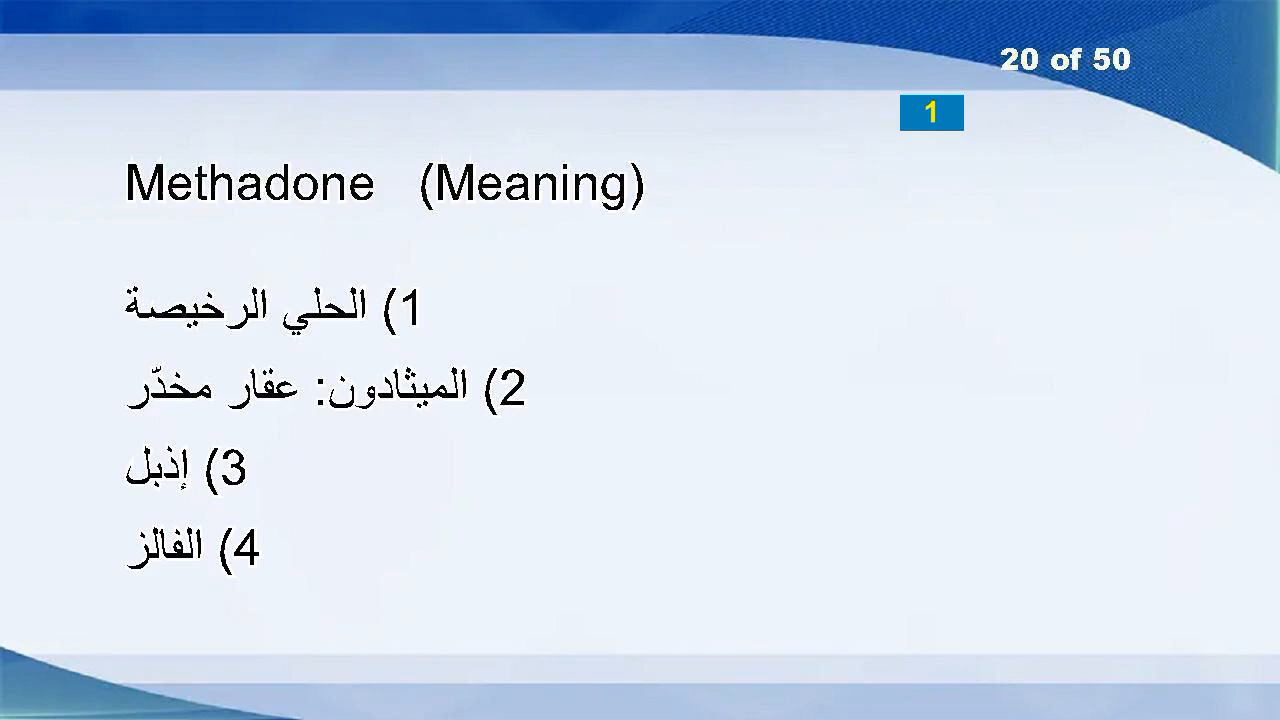 20 of 50
1
Methadone (Meaning)
1) الحلي الرخيصة
2) الميثادون: عقار مخدّر
3) إذبل
4) الفالز